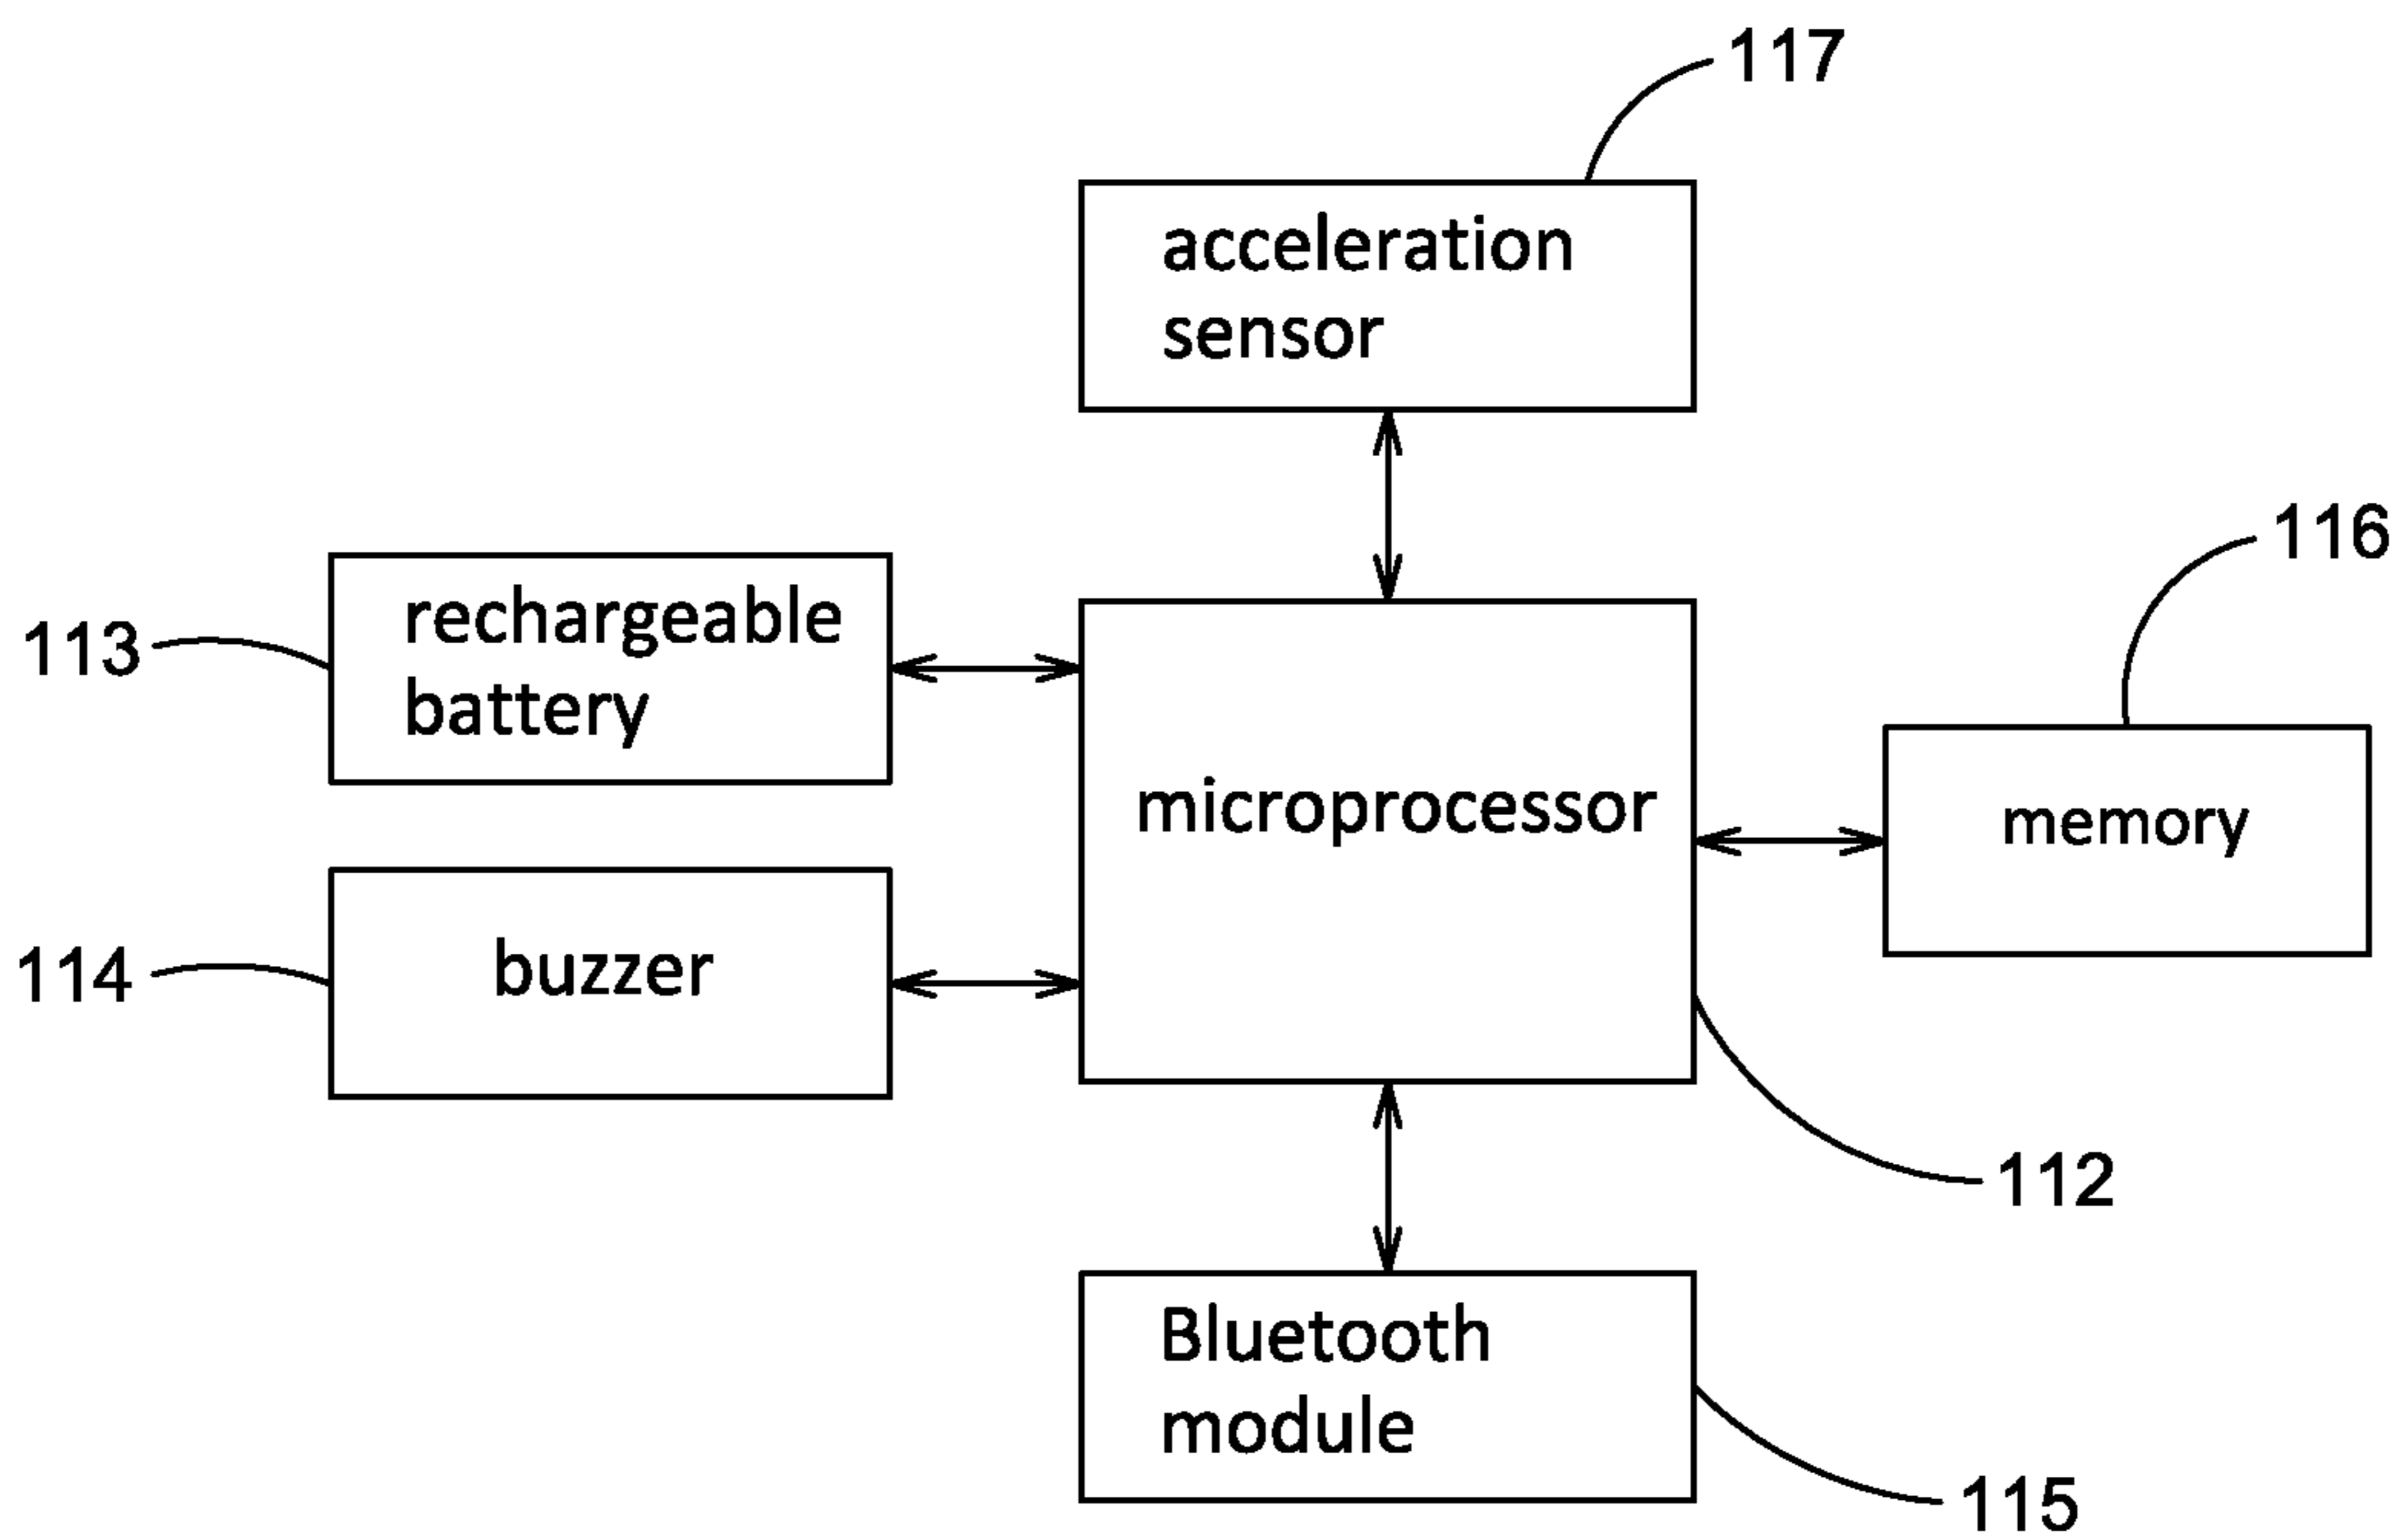 117
acceleration
sensor
116
113
rechargeable
battery
microprocessor
memory
114
buzzer
112
Bluetooth
module
115